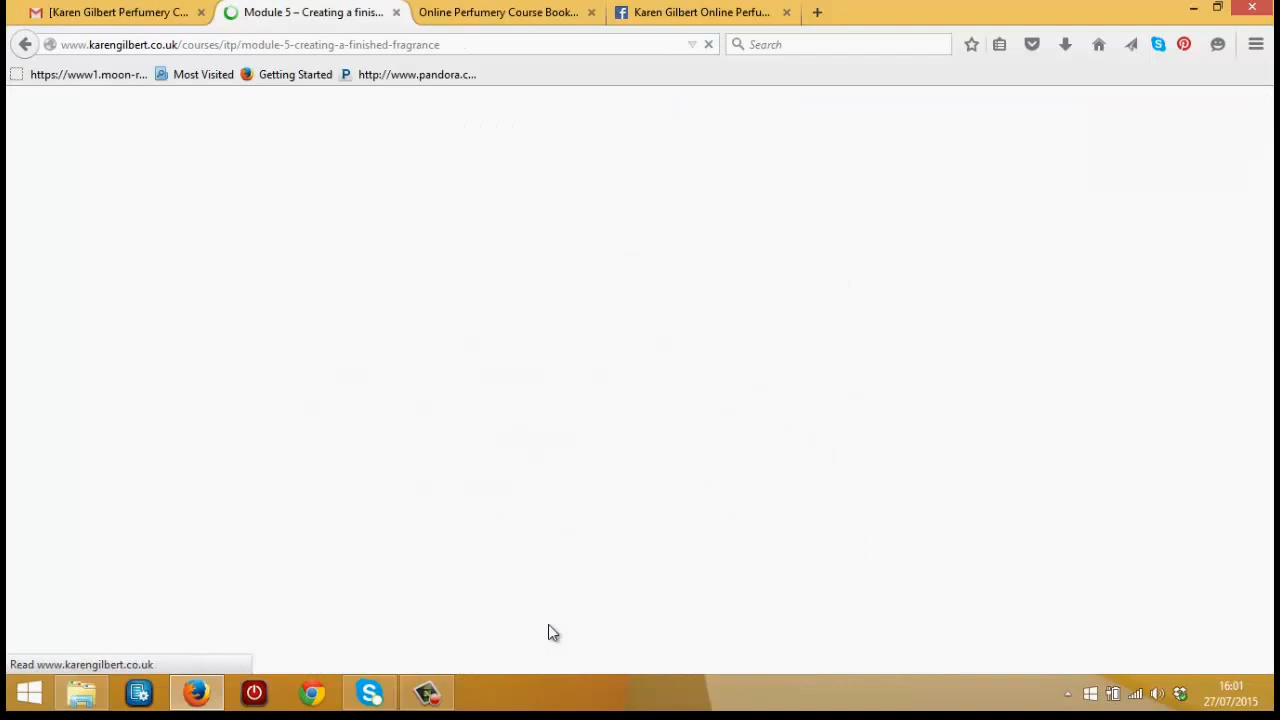 [Karen Gilbert Perfumery C...
Module 5 – Creating a finis...
Online Perfumery Course Book...
Karen Gilbert Online Perfu...
www.karengilbert.co.uk/courses/itp/module-5-creating-a-finished-fragrance
Search
https://www1.moon-r...
Most Visited
Getting Started
http://www.pandora.c...
Read www.karengilbert.co.uk
16:01
27/07/2015